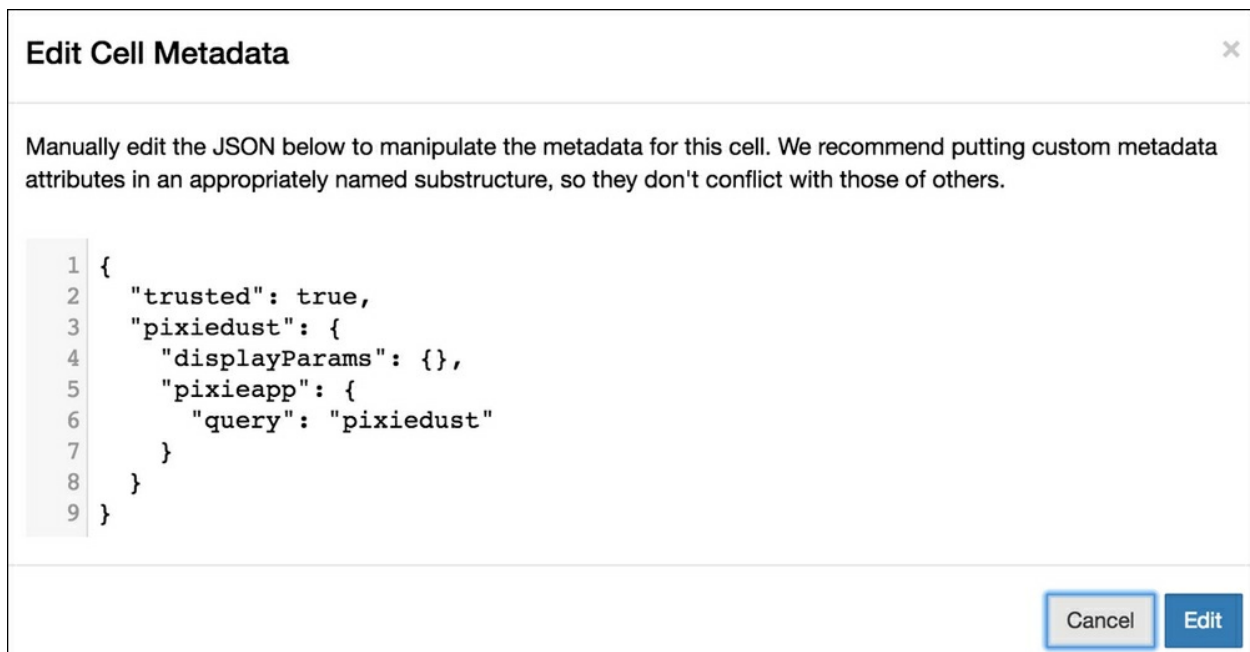 Edit Cell Metadata
×
Manually edit the JSON below to manipulate the metadata for this cell. We recommend putting custom metadata
attributes in an appropriately named substructure, so they don't conflict with those of others.
1 {
2   "trusted": true,
3   "pixiedust": {
4     "displayParams": {},
5     "pixieapp": {
6       "query": "pixiedust"
7     }
8   }
9 }
Cancel Edit